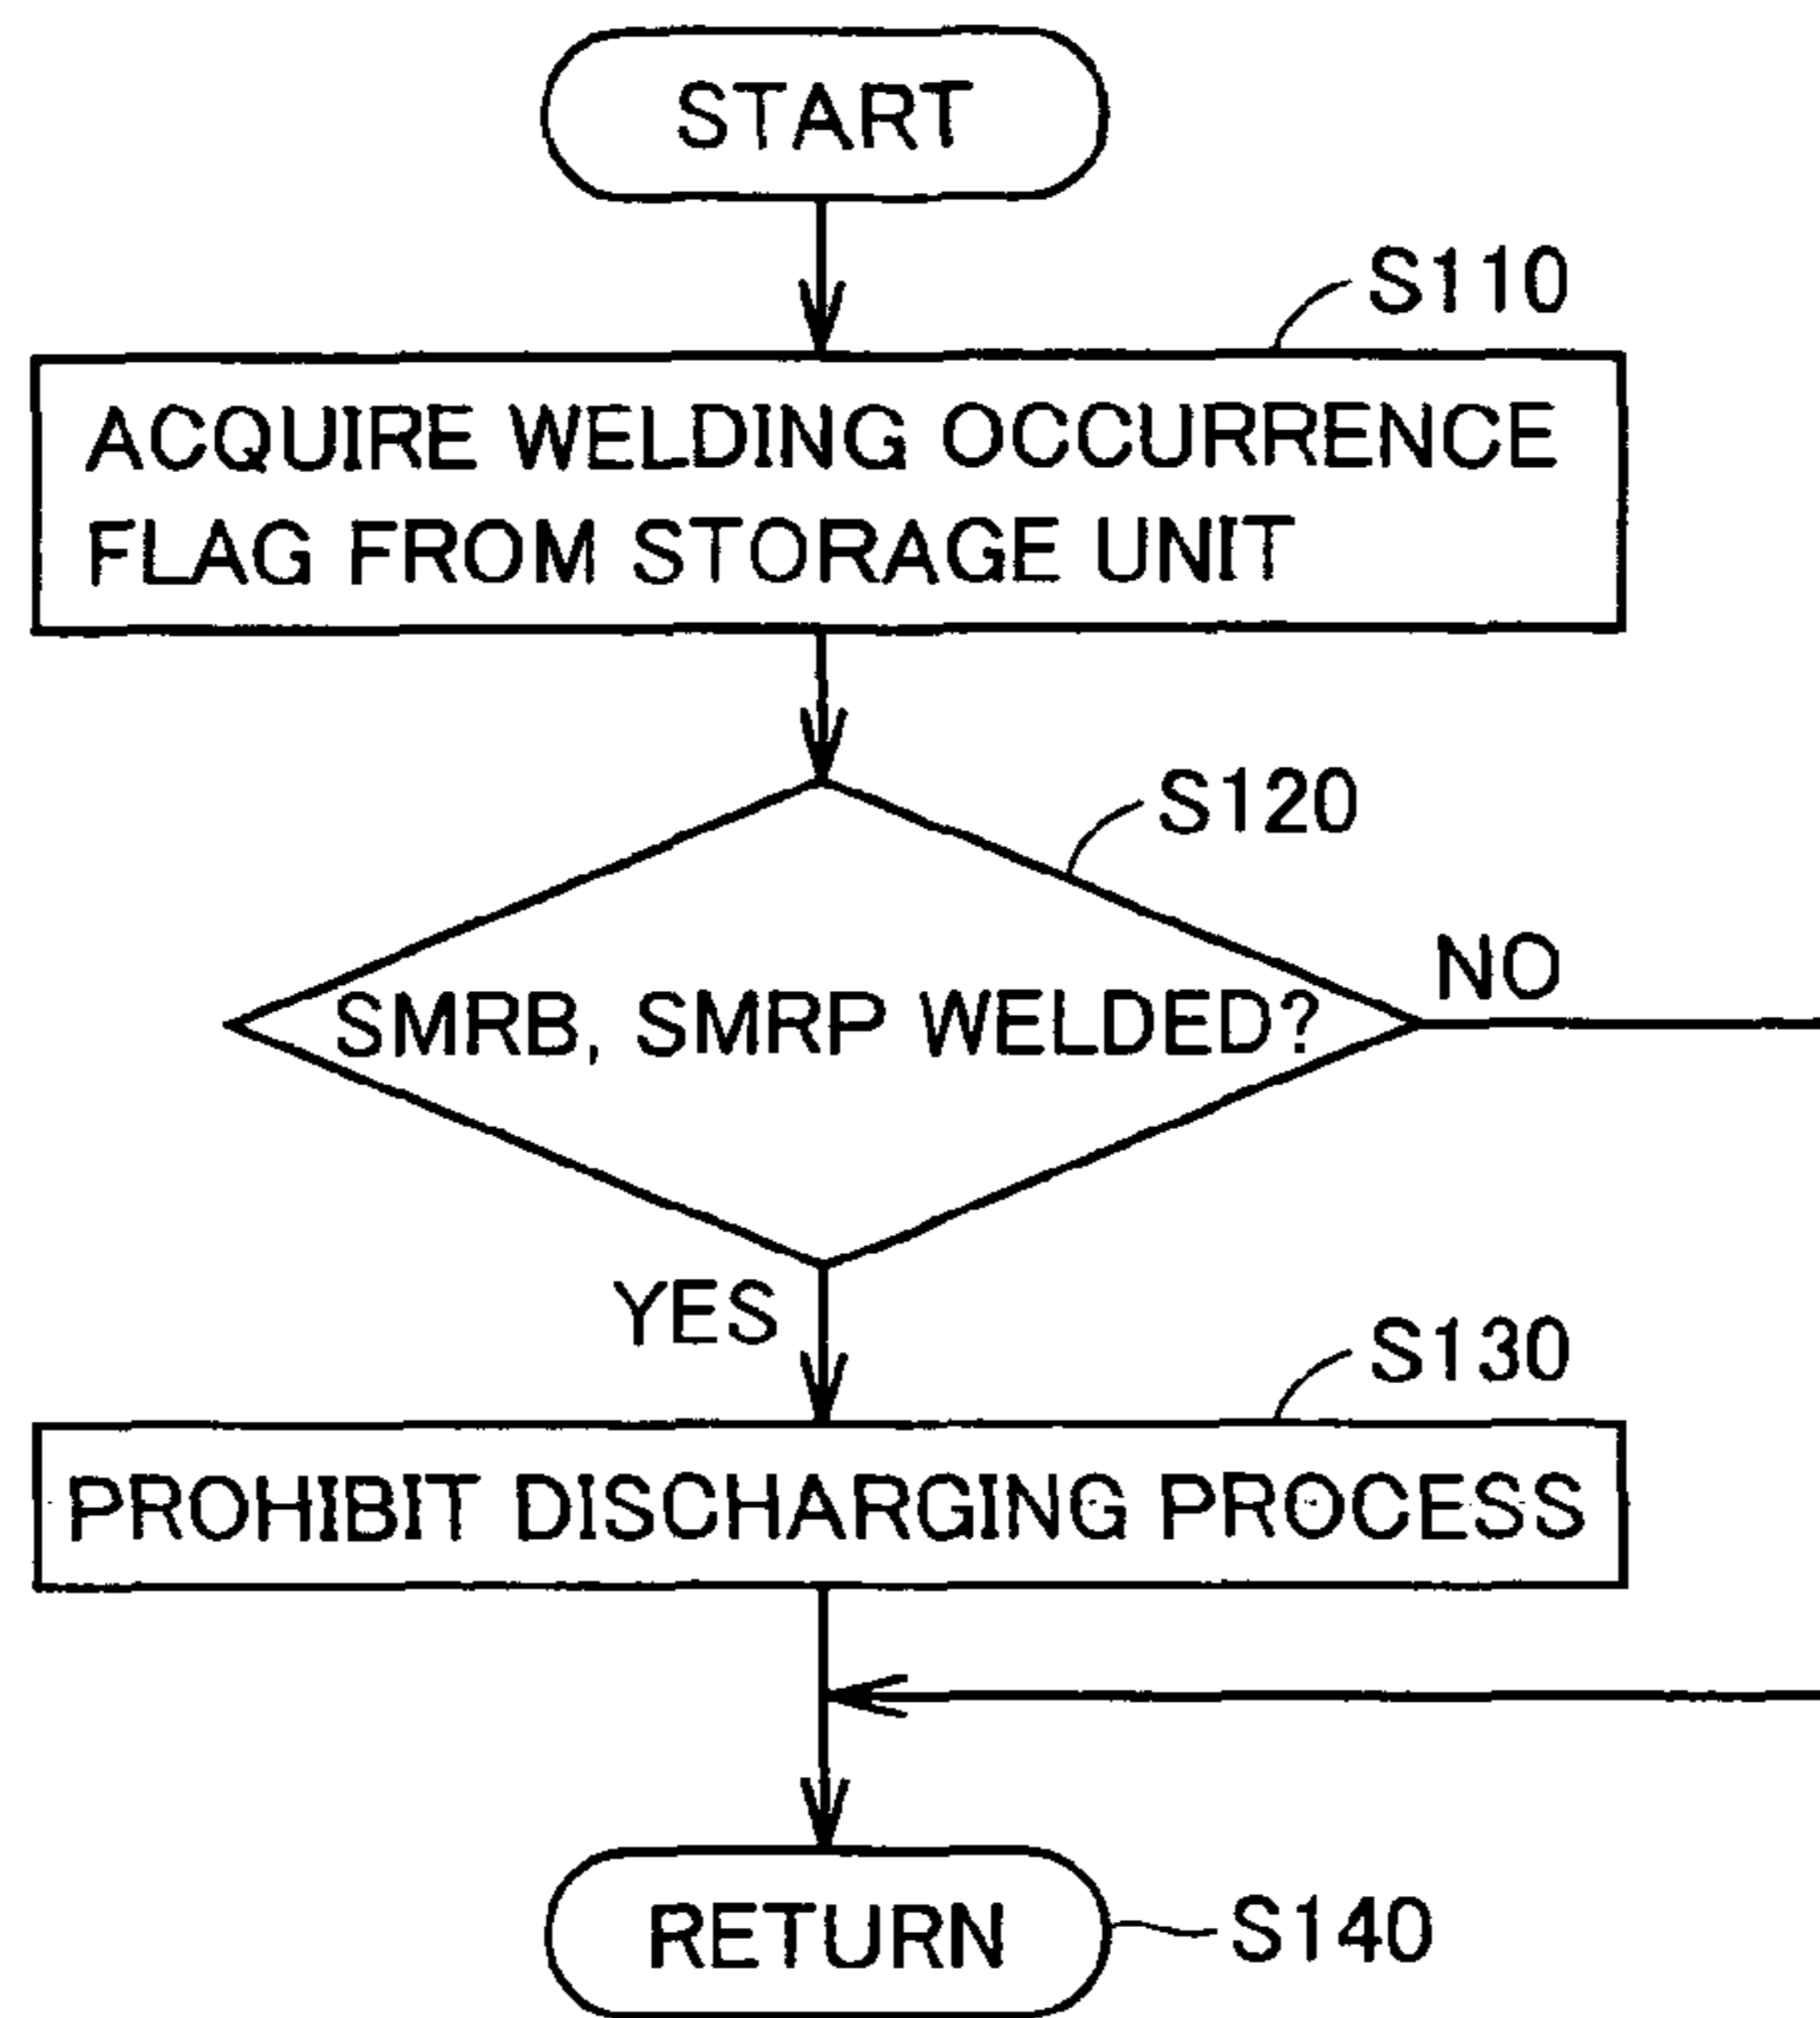 START
S110
ACQUIRE WELDING OCCURRENCE
FLAG FROM STORAGE UNIT
S120
SMRB, SMRP WELDED?
NO
YES
S130
PROHIBIT DISCHARGING PROCESS
RETURN
S140